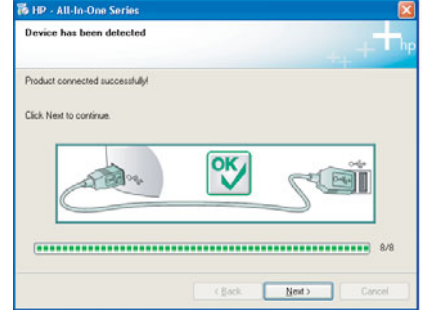 HP - All-In-One Series
Device has been detected
hp
Product connected successfully!
Click Next to continue.
OK
8/8
< Back Next > Cancel